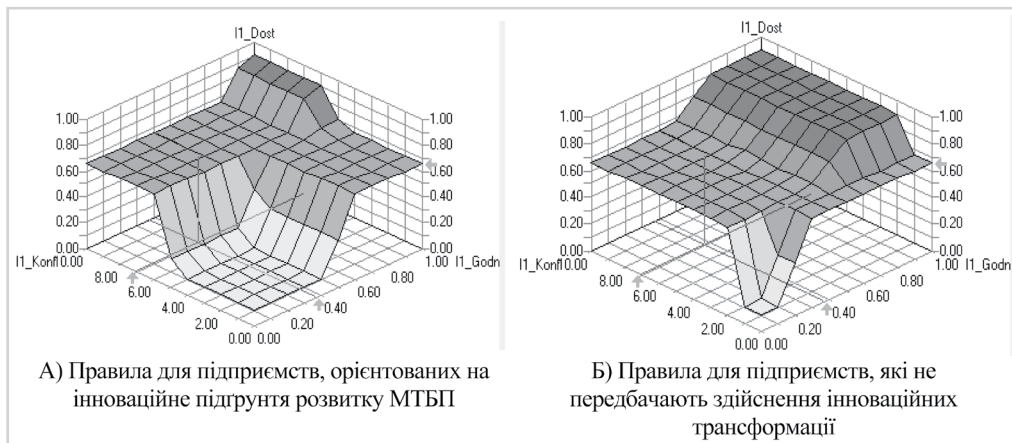 I1_Dost
1.00 1.00
0.80 0.80
0.60 0.60
0.40 0.40
0.20 0.20
0.00 0.00
I1_Konfl0.00 1.00 I1_Godn
8.00 0.80
6.00 0.60
4.00 0.40
2.00 0.20
0.00 0.00
А) Правила для підприємств, орієнтованих на
інноваційне підґрунтя розвитку МТБП
I1_Dost
1.00 1.00
0.80 0.80
0.60 0.60
0.40 0.40
0.20 0.20
0.00 0.00
I1_Konfl0.00 1.00 I1_Godn
8.00 0.80
6.00 0.60
4.00 0.40
2.00 0.20
0.00 0.00
Б) Правила для підприємств, які не
передбачають здійснення інноваційних
трансформації